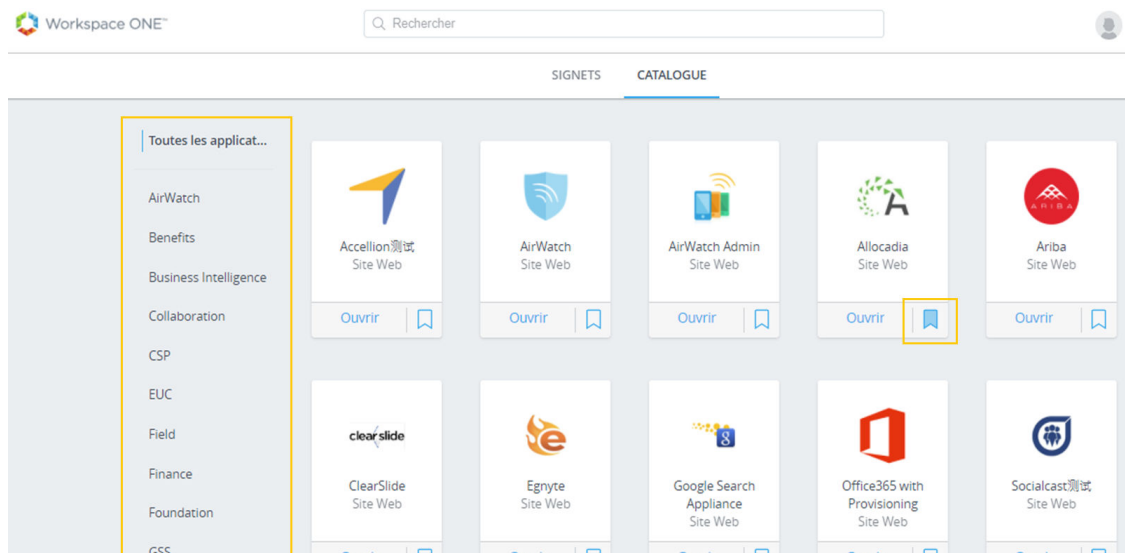 Workspace ONE™
Rechercher
SIGNETS
CATALOGUE
Toutes les applicat...
AirWatch
Benefits
Business Intelligence
Collaboration
CSP
EUC
Field
Finance
Foundation
GSS
Accellion测试
Site Web
Ouvrir
AirWatch
Site Web
Ouvrir
AirWatch Admin
Site Web
Ouvrir
Allocadia
Site Web
Ouvrir
ARIBA
Ariba
Site Web
Ouvrir
clearslide
ClearSlide
Site Web
Egnyte
Site Web
Google Search
Appliance
Site Web
Office365 with
Provisioning
Site Web
Socialcast测试
Site Web